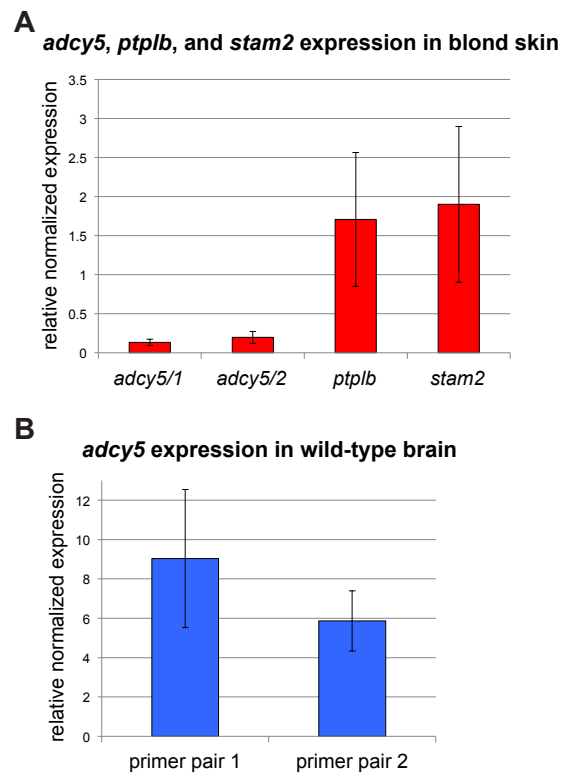 A
adcy5, ptplb, and stam2 expression in blond skin
relative normalized expression
3.5
3
2.5
2
1.5
1
0.5
0
adcy5/1 adcy5/2 ptplb stam2
B
adcy5 expression in wild-type brain
relative normalized expression
12
10
8
6
4
2
0
primer pair 1 primer pair 2